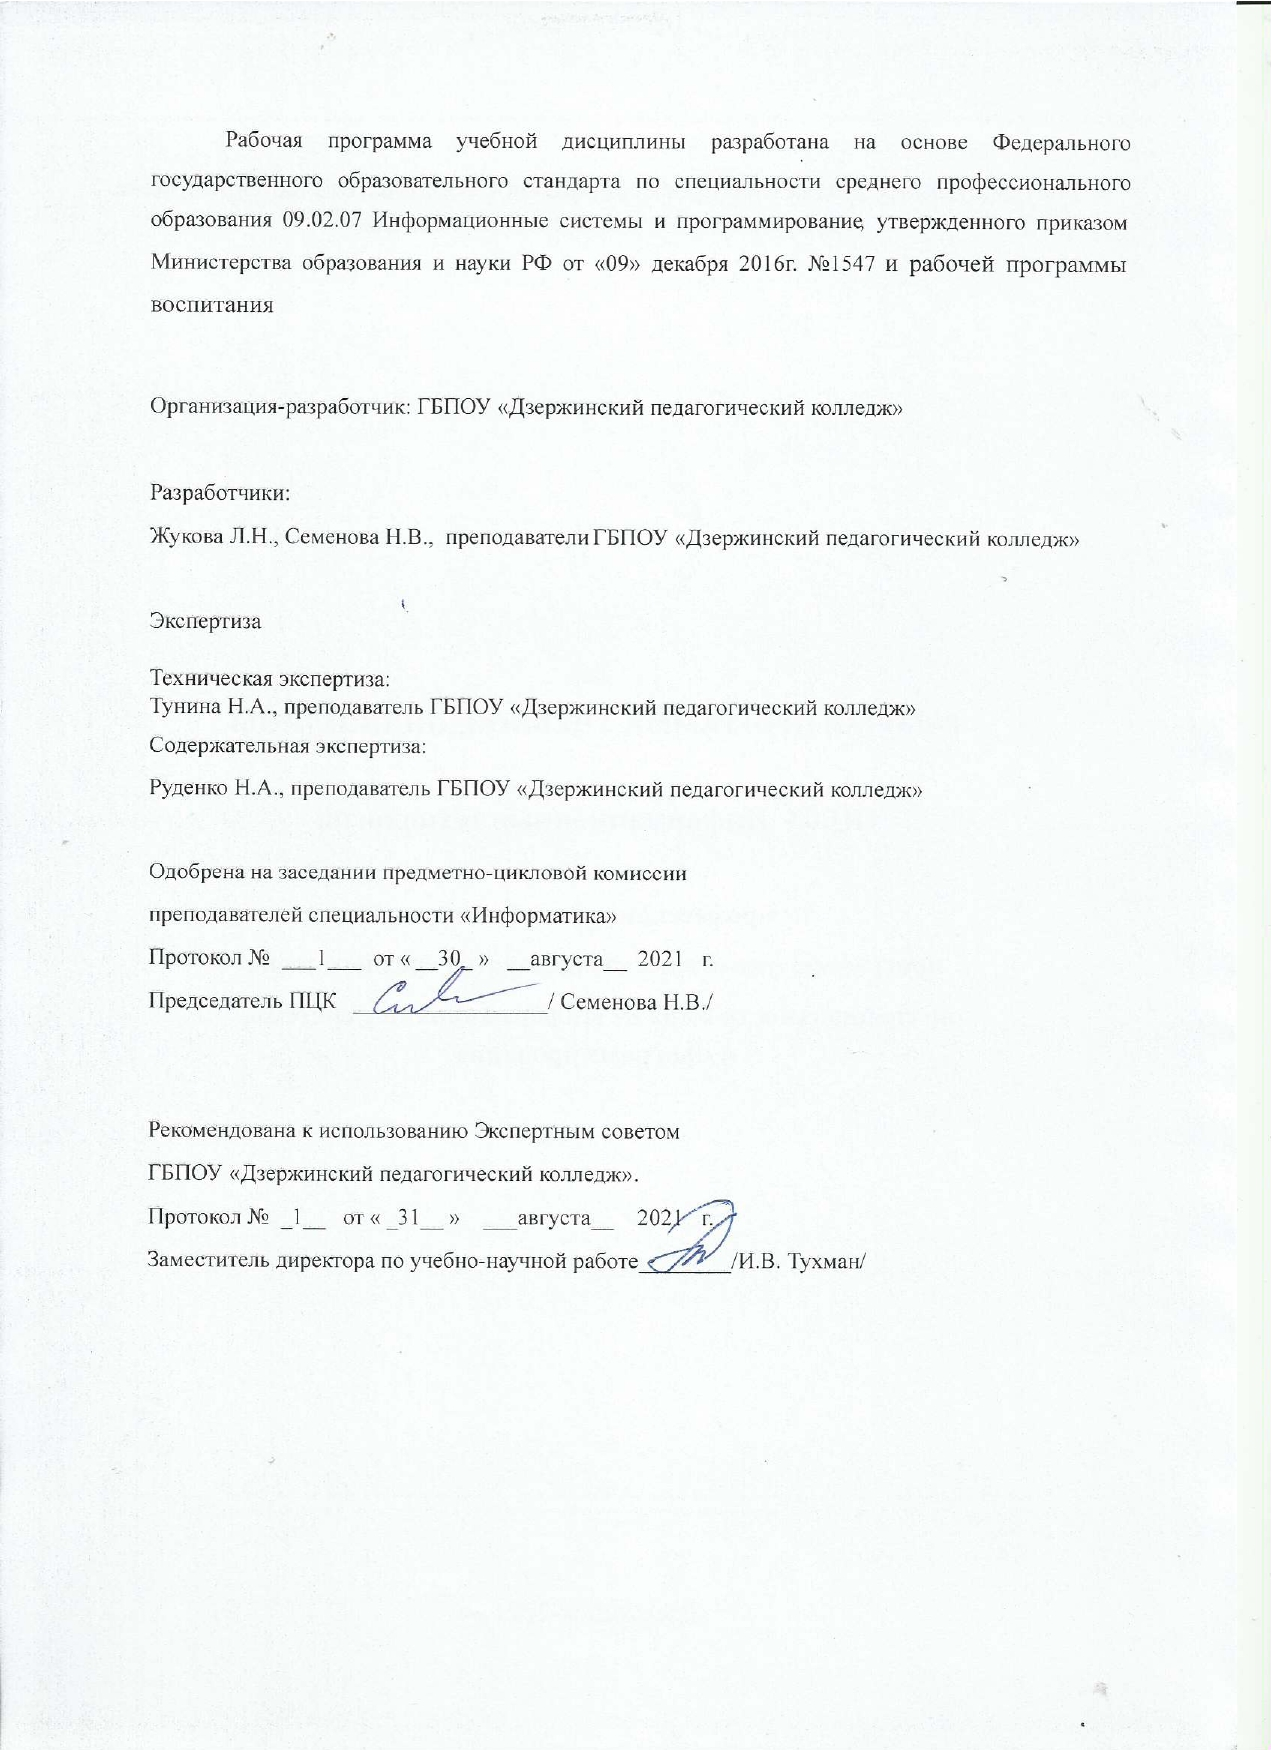 Рабочая программа учебной дисциплины разработана на основе Федерального
государственного образовательного стандарта по специальности среднего профессионального
образования 09.02.07 Информационные системы и программирование, утвержденного приказом
Министерства образования и науки РФ от «09» декабря 2016г. №1547 и рабочей программы
воспитания
Организация-разработчик: ГБПОУ «Дзержинский педагогический колледж»
Разработчики:
Жукова Л.Н., Семенова Н.В., преподаватели ГБПОУ «Дзержинский педагогический колледж»
Экспертиза
Техническая экспертиза:
Тунина Н.А., преподаватель ГБПОУ «Дзержинский педагогический колледж»
Содержательная экспертиза:
Руденко Н.А., преподаватель ГБПОУ «Дзержинский педагогический колледж»
Одобрена на заседании предметно-цикловой комиссии
преподавателей специальности «Информатика»
Протокол № ___1___ от «__30_ » __августа__ 2021 г.
Председатель ПЦК ________________/ Семенова Н.В./
Рекомендована к использованию Экспертным советом
ГБПОУ «Дзержинский педагогический колледж».
Протокол № _1__ от « _31__ » ___августа__ 2021 г.
Заместитель директора по учебно-научной работе________/И.В. Тухман/